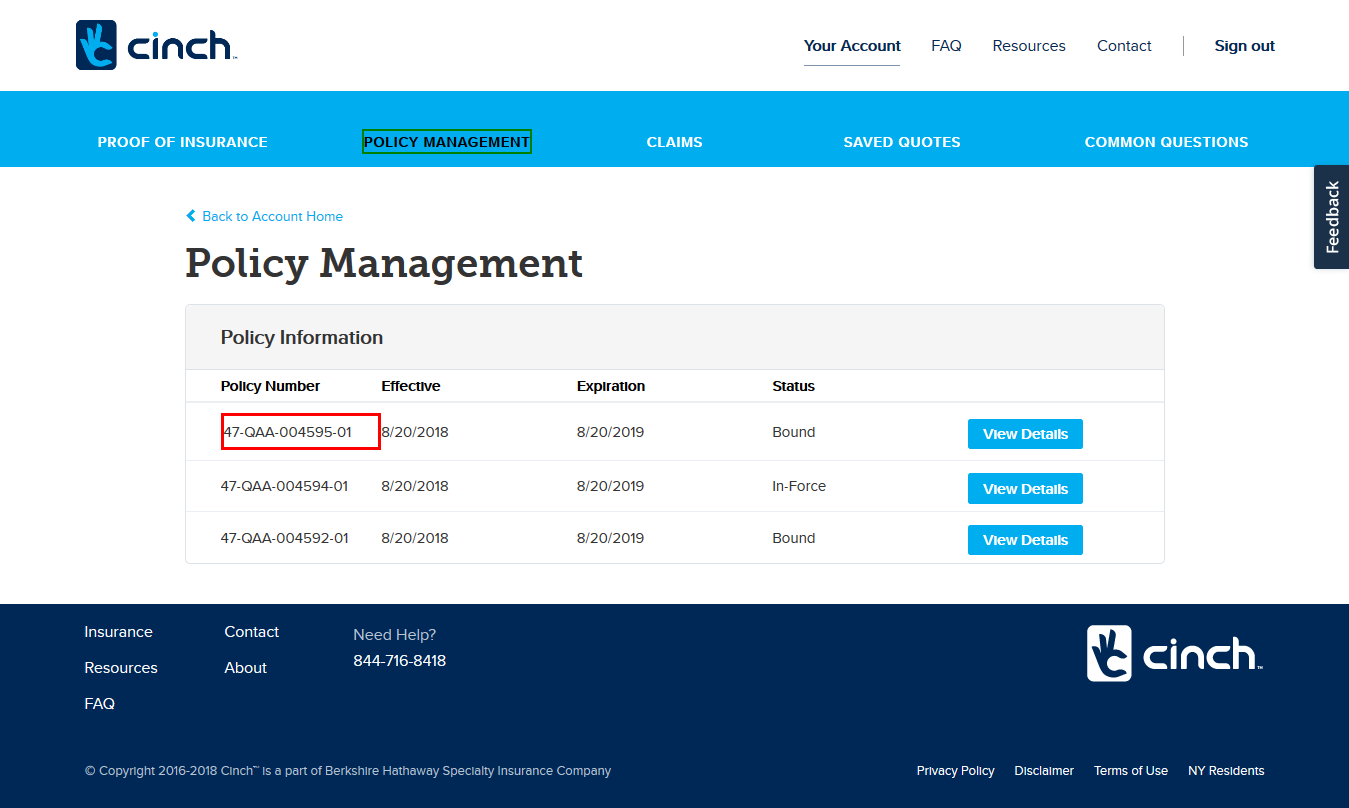 cinch™
Your Account FAQ Resources Contact Sign out
PROOF OF INSURANCE POLICY MANAGEMENT CLAIMS SAVED QUOTES COMMON QUESTIONS
Feedback
Back to Account Home
Policy Management
Policy Information
Policy Number Effective Expiration Status
47-QAA-004595-01 8/20/2018 8/20/2019 Bound View Details
47-QAA-004594-01 8/20/2018 8/20/2019 In-Force View Details
47-QAA-004592-01 8/20/2018 8/20/2019 Bound View Details
Insurance Contact Need Help?
844-716-8418
Resources About
FAQ
cinch™
© Copyright 2016-2018 Cinch™ is a part of Berkshire Hathaway Specialty Insurance Company
Privacy Policy Disclaimer Terms of Use NY Residents